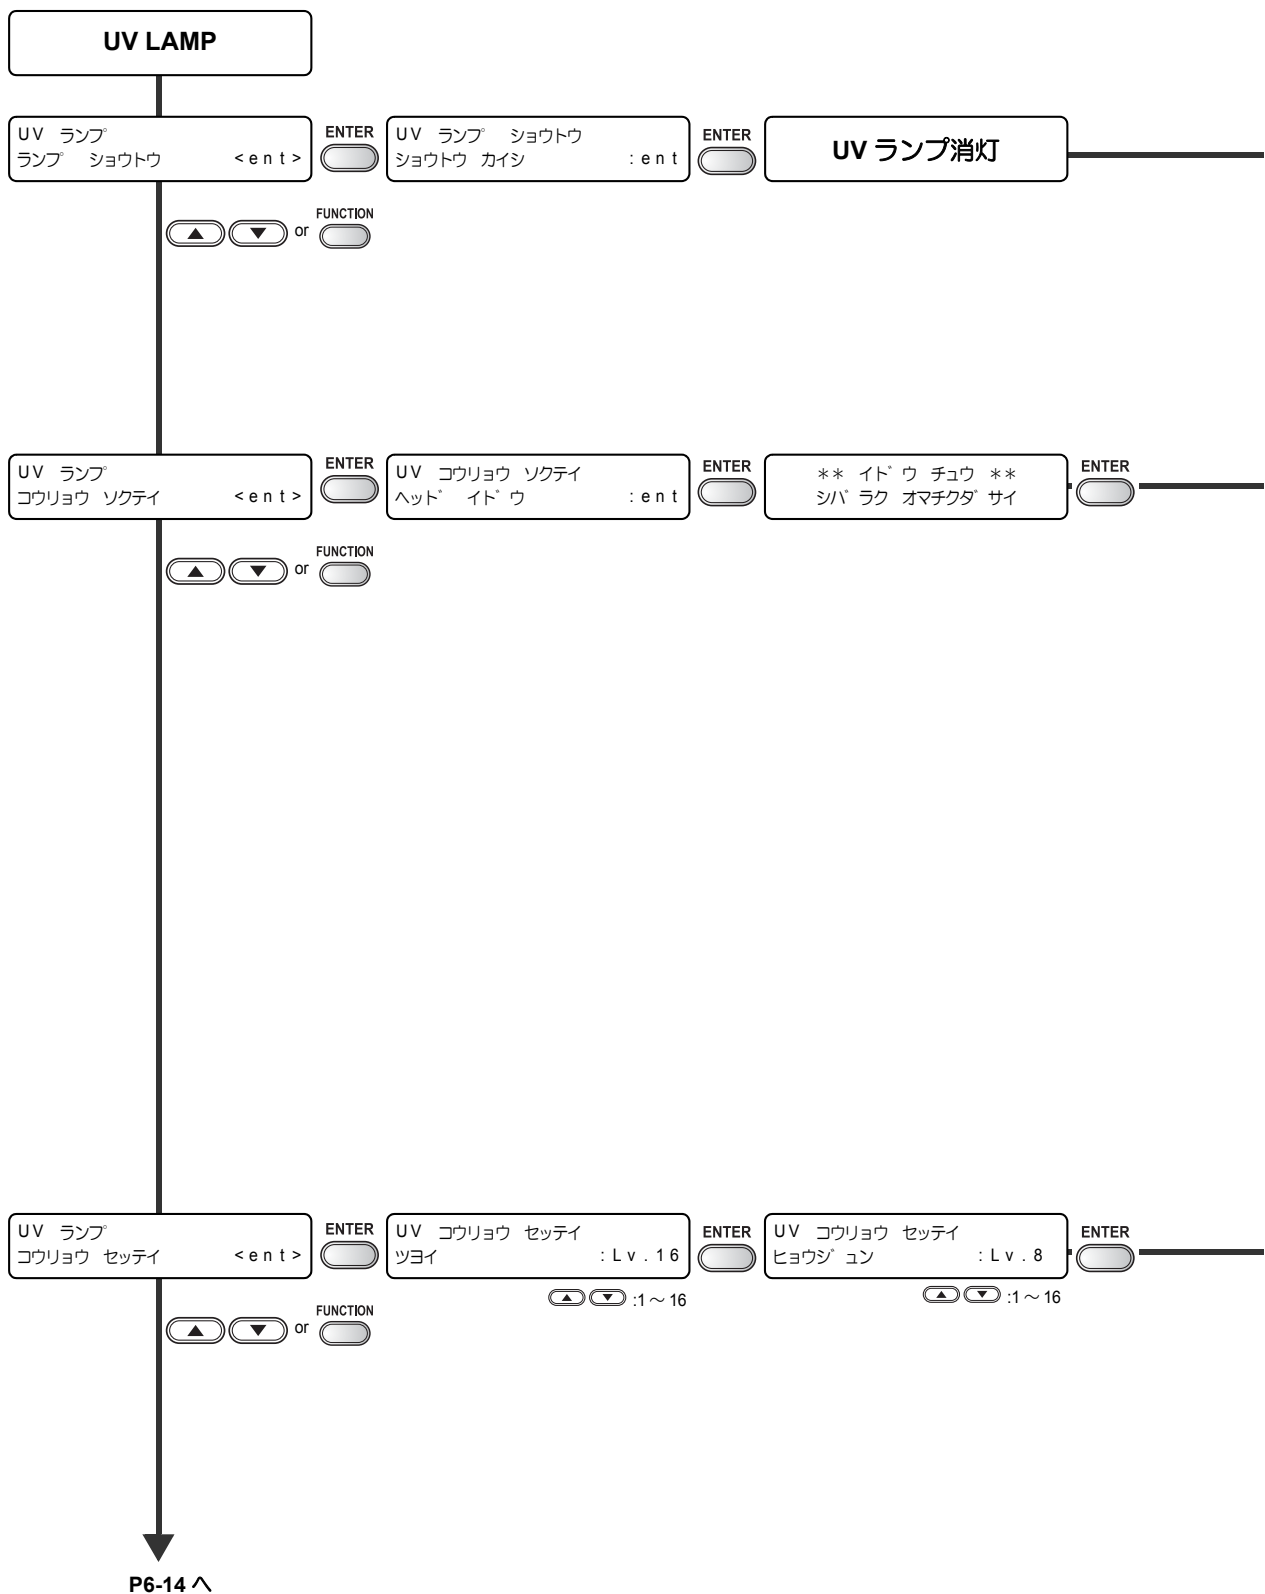 UV LAMP
UV ランプ
ランプ ショウトウ <ent>
ENTER
UV ランプ ショウトウ
ショウトウ カイシ :ent
ENTER
UV ランプ消灯
▲ ▼ or FUNCTION
UV ランプ
コウリョウ ソクテイ <ent>
ENTER
UV コウリョウ ソクテイ
ヘッド イドウ :ent
ENTER
** イドウ チュウ **
シバラク オマチクダサイ
ENTER
▲ ▼ or FUNCTION
UV ランプ
コウリョウ セッテイ <ent>
ENTER
UV コウリョウ セッテイ
ツヨイ :Lv.16
▲ ▼ :1～16
ENTER
UV コウリョウ セッテイ
ヒョウジュン :Lv.8
▲ ▼ :1～16
ENTER
▲ ▼ or FUNCTION
P6-14 へ